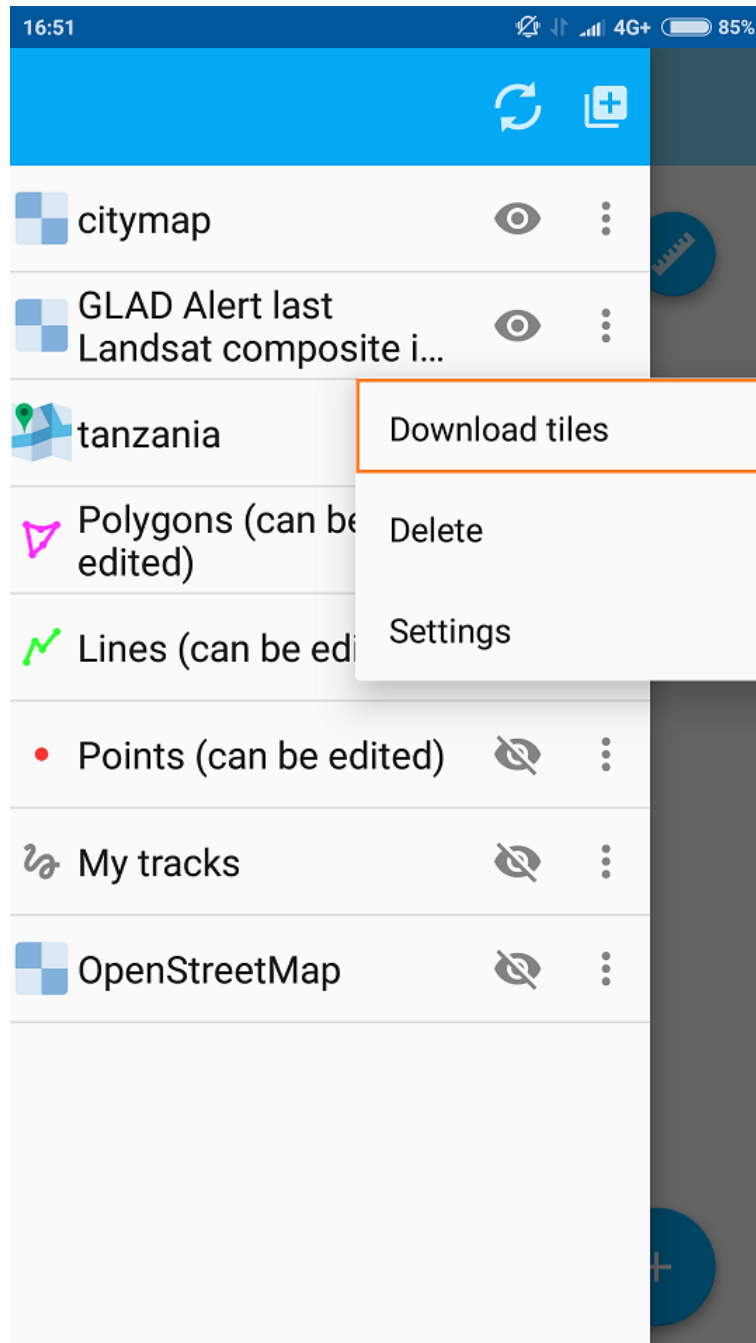 16:51 4G+ 85%
citymap
GLAD Alert last
Landsat composite i...
tanzania
Download tiles
Polygons (can be
edited)
Delete
Lines (can be edi
Settings
Points (can be edited)
My tracks
OpenStreetMap